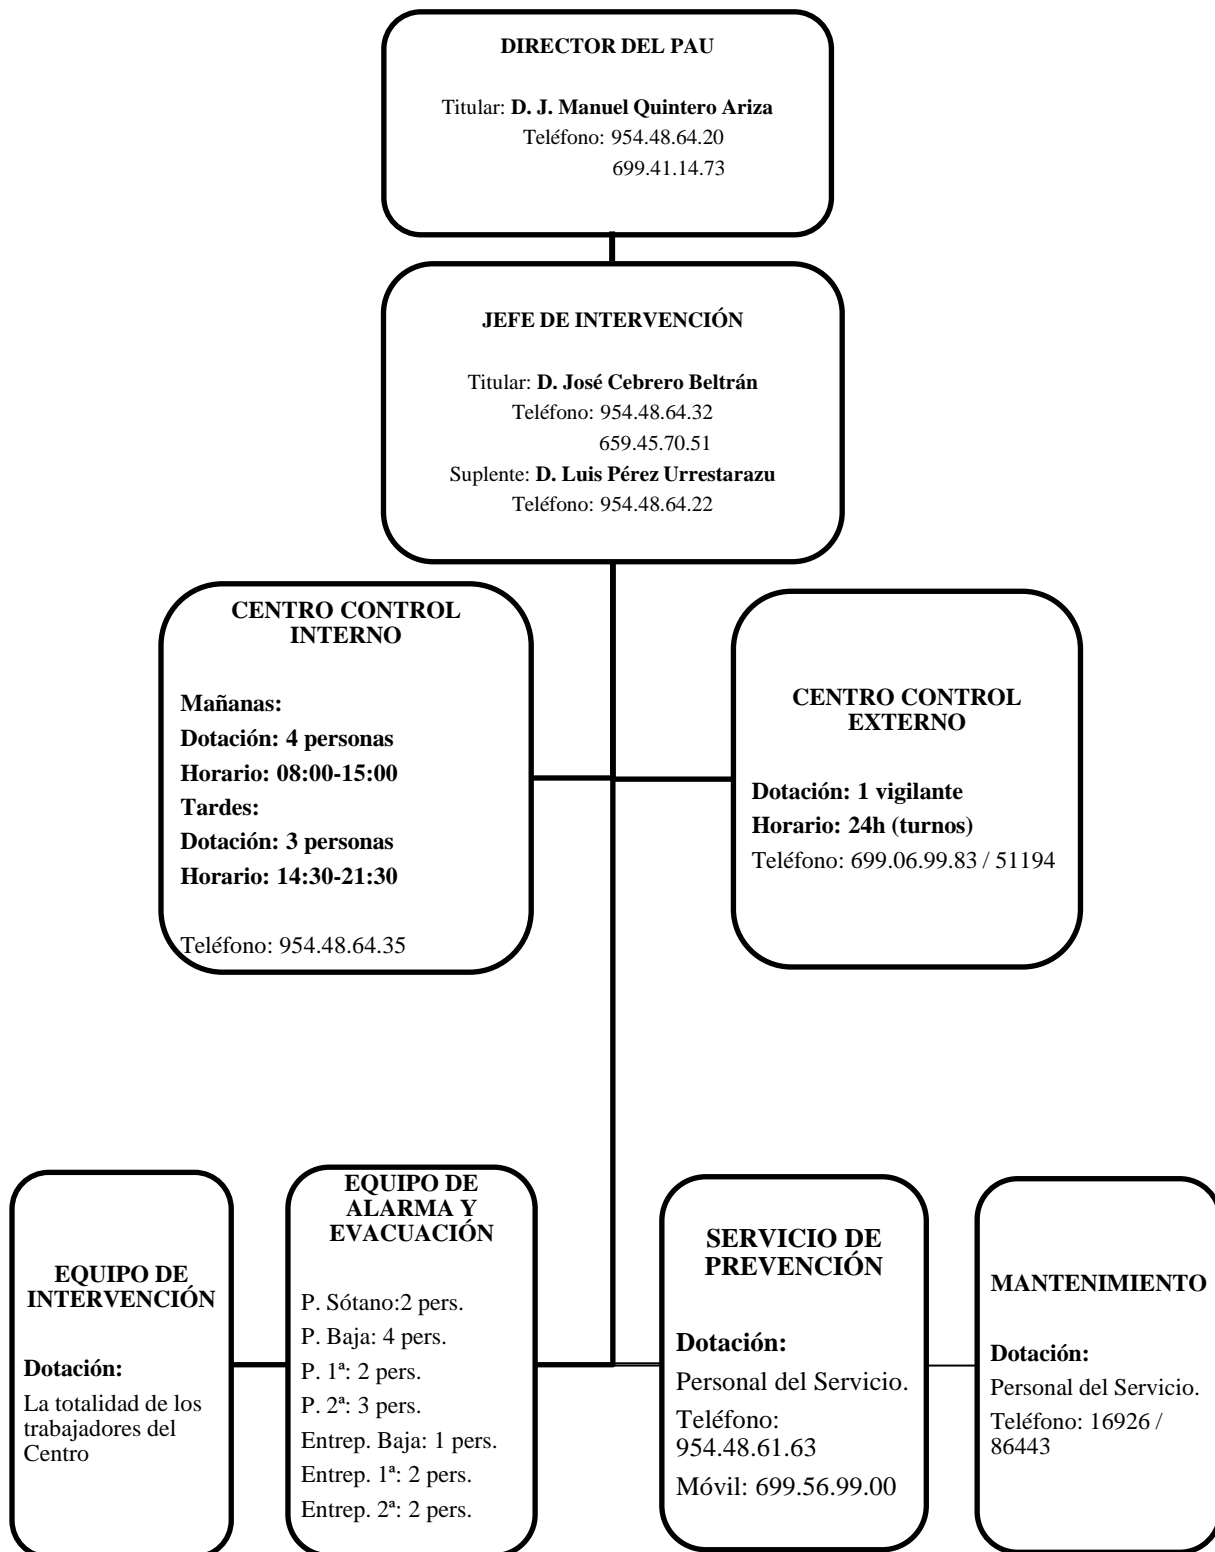 DIRECTOR DEL PAU
Titular: D. J. Manuel Quintero Ariza
Teléfono: 954.48.64.20
699.41.14.73
JEFE DE INTERVENCIÓN
Titular: D. José Cebrero Beltrán
Teléfono: 954.48.64.32
659.45.70.51
Suplente: D. Luis Pérez Urrestarazu
Teléfono: 954.48.64.22
CENTRO CONTROL
INTERNO
Mañanas:
Dotación: 4 personas
Horario: 08:00-15:00
Tardes:
Dotación: 3 personas
Horario: 14:30-21:30
Teléfono: 954.48.64.35
CENTRO CONTROL
EXTERNO
Dotación: 1 vigilante
Horario: 24h (turnos)
Teléfono: 699.06.99.83 / 51194
EQUIPO DE
INTERVENCIÓN
Dotación:
La totalidad de los
trabajadores del
Centro
EQUIPO DE
ALARMA Y
EVACUACIÓN
P. Sótano:2 pers.
P. Baja: 4 pers.
P. 1ª: 2 pers.
P. 2ª: 3 pers.
Entrep. Baja: 1 pers.
Entrep. 1ª: 2 pers.
Entrep. 2ª: 2 pers.
SERVICIO DE
PREVENCIÓN
Dotación:
Personal del Servicio.
Teléfono:
954.48.61.63
Móvil: 699.56.99.00
MANTENIMIENTO
Dotación:
Personal del Servicio.
Teléfono: 16926 /
86443